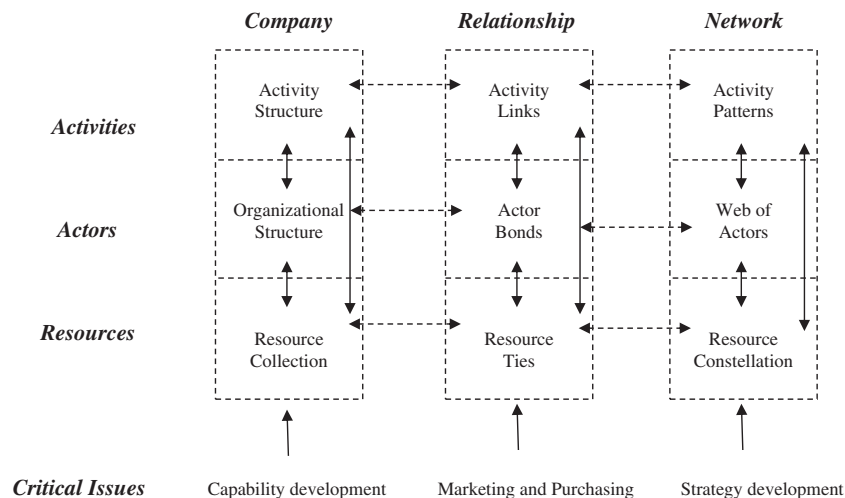 Company Relationship Network
Activities
Activity
Structure
Activity
Links
Activity
Patterns
Actors
Organizational
Structure
Actor
Bonds
Web of
Actors
Resources
Resource
Collection
Resource
Ties
Resource
Constellation
Critical Issues Capability development Marketing and Purchasing Strategy development